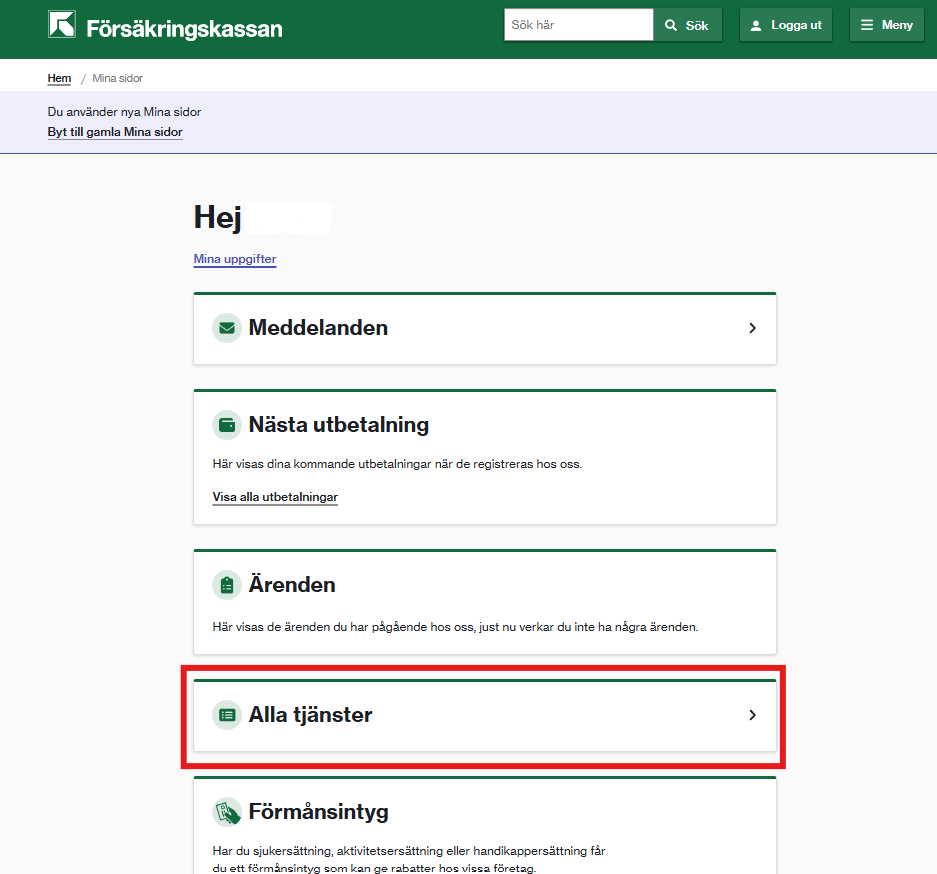 Försäkringskassan
Sök här
Sök
Logga ut
Meny
Hem / Mina sidor
Du använder nya Mina sidor
Byt till gamla Mina sidor
Hej
Mina uppgifter
Meddelanden
Nästa utbetalning
Här visas dina kommande utbetalningar när de registreras hos oss.
Visa alla utbetalningar
Ärenden
Här visas de ärenden du har pågående hos oss, just nu verkar du inte ha några ärenden.
Alla tjänster
Förmånsintyg
Har du sjukersättning, aktivitetsersättning eller handikappersättning får
du ett förmånsintyg som kan ge rabatter hos vissa företag.